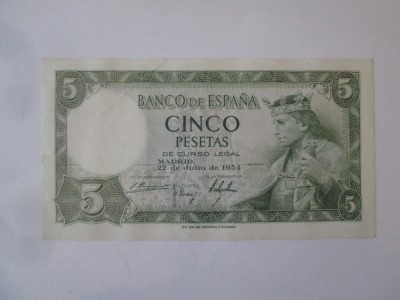 5 BANCO DE ESPAÑA 5
CINCO
PESETAS
DE CURSO LEGAL
MADRID,
22 de Julio de 1954
5 5